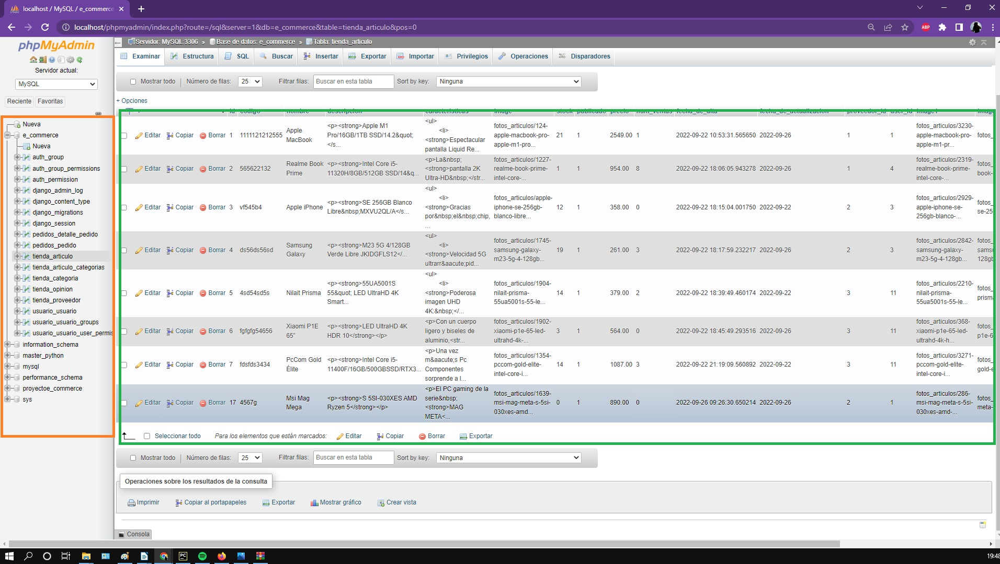 localhost / MySQL / e_commerce
localhost/phpmyadmin/index.php?route=/sql&server=1&db=e_commerce&table=tienda_articulo&pos=0
ABP
phpMyAdmin
Servidor actual:
MySQL
Reciente Favoritas
Nueva
e_commerce
Nueva
auth_group
auth_group_permissions
auth_permission
django_admin_log
django_content_type
django_migrations
django_session
pedidos_detalle_pedido
pedidos_pedido
tienda_articulo
tienda_articulo_categorias
tienda_categoria
tienda_opinion
tienda_proveedor
usuario_usuario
usuario_usuario_groups
usuario_usuario_user_permis
information_schema
master_python
mysql
performance_schema
proyectoe_commerce
sys
Servidor: MySQL:3306 » Base de datos: e_commerce » Tabla: tienda_articulo
Examinar Estructura SQL Buscar Insertar Exportar Importar Privilegios Operaciones Disparadores
Mostrar todo Número de filas: 25 Filtrar filas: Buscar en esta tabla Sort by key: Ninguna
+ Opciones
id codigo nombre descripcion caracteristicas image stock publicado precio num_ventas fecha_de_alta fecha_de_actualizacion proveedor_id user_id image1 image
Editar Copiar Borrar 1 1111121212555 Apple MacBook <p><strong>Apple M1 Pro/16GB/1TB SSD/14.2&quot;</s... <ul> <li> <strong>Espectacular pantalla Liquid Re... fotos_articulos/124-apple-macbook-pro-apple-m1-pro... 21 1 2549.00 1 2022-09-22 10:53:31.565650 2022-09-26 1 1 fotos_articulos/3230-apple-macbook-pro-apple-m1-pr... fotos_
Editar Copiar Borrar 2 565622132 Realme Book Prime <p><strong>Intel Core i5-11320H/8GB/512GB SSD/14&q... <p>La&nbsp;<strong>pantalla 2K Ultra-HD&nbsp;</str... fotos_articulos/1227-realme-book-prime-intel-core-... 1 1 954.00 8 2022-09-22 18:06:05.943278 2022-09-26 1 4 fotos_articulos/2319-realme-book-prime-intel-core-... fotos_ book-
Editar Copiar Borrar 3 vf545b4 Apple iPhone <p><strong>SE 256GB Blanco Libre&nbsp;MXVU2QL/A</s... <ul> <li> <strong>Gracias por&nbsp;el&nbsp;chip, ... fotos_articulos/apple-iphone-se-256gb-blanco-libre... 12 1 358.00 0 2022-09-22 18:15:04.001750 2022-09-22 2 3 fotos_articulos/2929-apple-iphone-se-256gb-blanco-... fotos_ se-25
Editar Copiar Borrar 4 ds56ds56sd Samsung Galaxy <p><strong>M23 5G 4/128GB Verde Libre JKIDGFLS12</... <ul> <li> <strong>Velocidad 5G ultrarr&aacute;pid... fotos_articulos/1745-samsung-galaxy-m23-5g-4-128gb... 19 1 261.00 3 2022-09-22 18:17:59.232217 2022-09-26 2 3 fotos_articulos/2842-samsung-galaxy-m23-5g-4-128gb... fotos_ sams 128gb
Editar Copiar Borrar 5 4sd54sd5s Nilait Prisma <p><strong>55UA5001S 55&quot; LED UltraHD 4K Smart... <ul> <li> <strong>Poderosa imagen UHD 4K:&nbsp;</... fotos_articulos/1904-nilait-prisma-55ua5001s-55-le... 14 1 379.00 2 2022-09-22 18:39:49.460174 2022-09-22 3 11 fotos_articulos/2210-nilait-prisma-55ua5001s-55-le... fotos_ prisma
Editar Copiar Borrar 6 fgfgfg54656 Xiaomi P1E 65" <p><strong>LED UltraHD 4K HDR 10</strong></p> <p>Con un cuerpo ligero y biseles de aluminio,<str... fotos_articulos/1902-xiaomi-p1e-65-led-ultrahd-4k-... 3 1 564.00 0 2022-09-22 18:45:49.293516 2022-09-26 3 11 fotos_articulos/368-xiaomi-p1e-65-led-ultrahd-4k-h... fotos_ p1e-6
Editar Copiar Borrar 7 fdsfds3434 PcCom Gold Élite <p><strong>Intel Core i5-11400F/16GB/500GBSSD/RTX3... <p>Una vez m&aacute;s Pc Componentes sorprende a l... fotos_articulos/1354-pccom-gold-elite-intel-core-i... 14 1 1087.00 3 2022-09-22 21:19:09.560892 2022-09-22 3 11 fotos_articulos/3271-pccom-gold-elite-intel-core-i... fotos_ gold-e
Editar Copiar Borrar 17 4567g Msi Mag Mega <p><strong>S 5SI-030XES AMD Ryzen 5</strong></p> <p>El PC gaming de la serie&nbsp;<strong>MAG META<... fotos_articulos/1639-msi-mag-meta-s-5si-030xes-amd... 0 1 890.00 0 2022-09-26 09:26:30.650214 2022-09-26 2 1 fotos_articulos/286-msi-mag-meta-s-5si-030xes-amd-... fotos_ meta-
Seleccionar todo Para los elementos que están marcados: Editar Copiar Borrar Exportar
Mostrar todo Número de filas: 25 Filtrar filas: Buscar en esta tabla Sort by key: Ninguna
Operaciones sobre los resultados de la consulta
Imprimir Copiar al portapapeles Exportar Mostrar gráfico Crear vista
Consola
PC
19:48